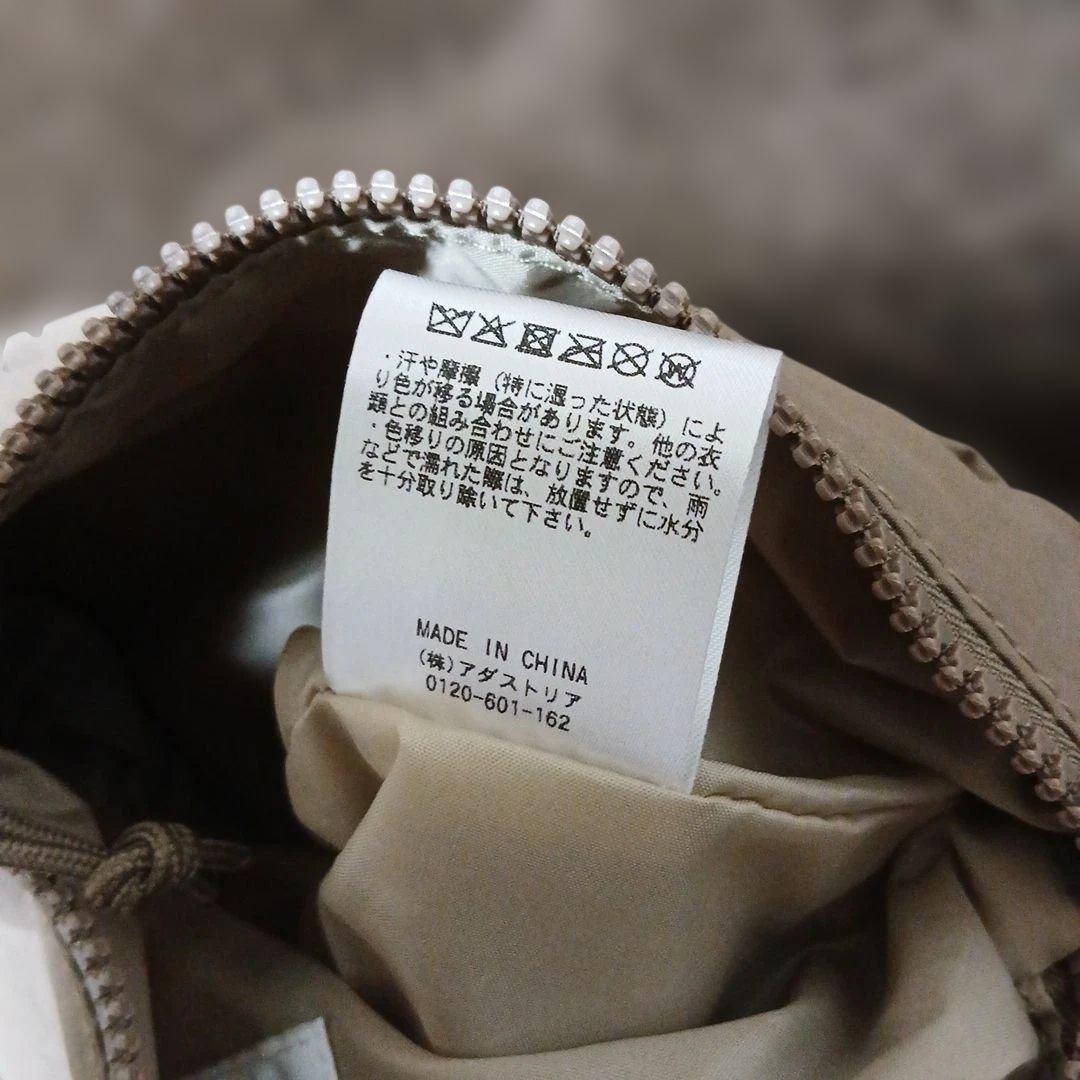 ・汗や摩擦（特に湿った状態）によ
り色が移る場合があります。他の衣
類との組み合わせにご注意ください。
・色移りの原因となりますので、雨
などで濡れた際は、放置せずに水分
を十分取り除いて下さい。
MADE IN CHINA
(株)アダストリア
0120-601-162